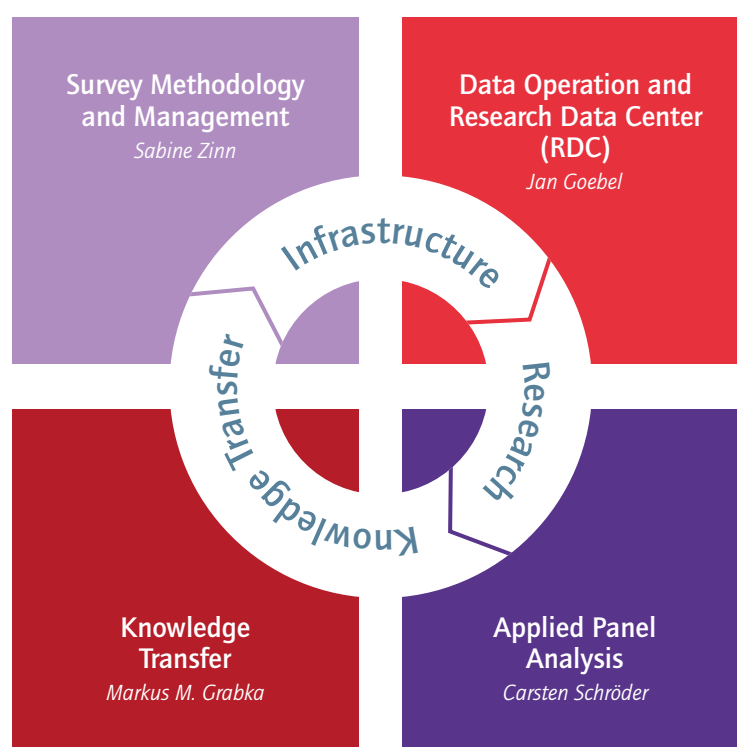 Survey Methodology
and Management
Sabine Zinn
Data Operation and
Research Data Center
(RDC)
Jan Goebel
Infrastructure
Research
Knowledge Transfer
Knowledge
Transfer
Markus M. Grabka
Applied Panel
Analysis
Carsten Schröder